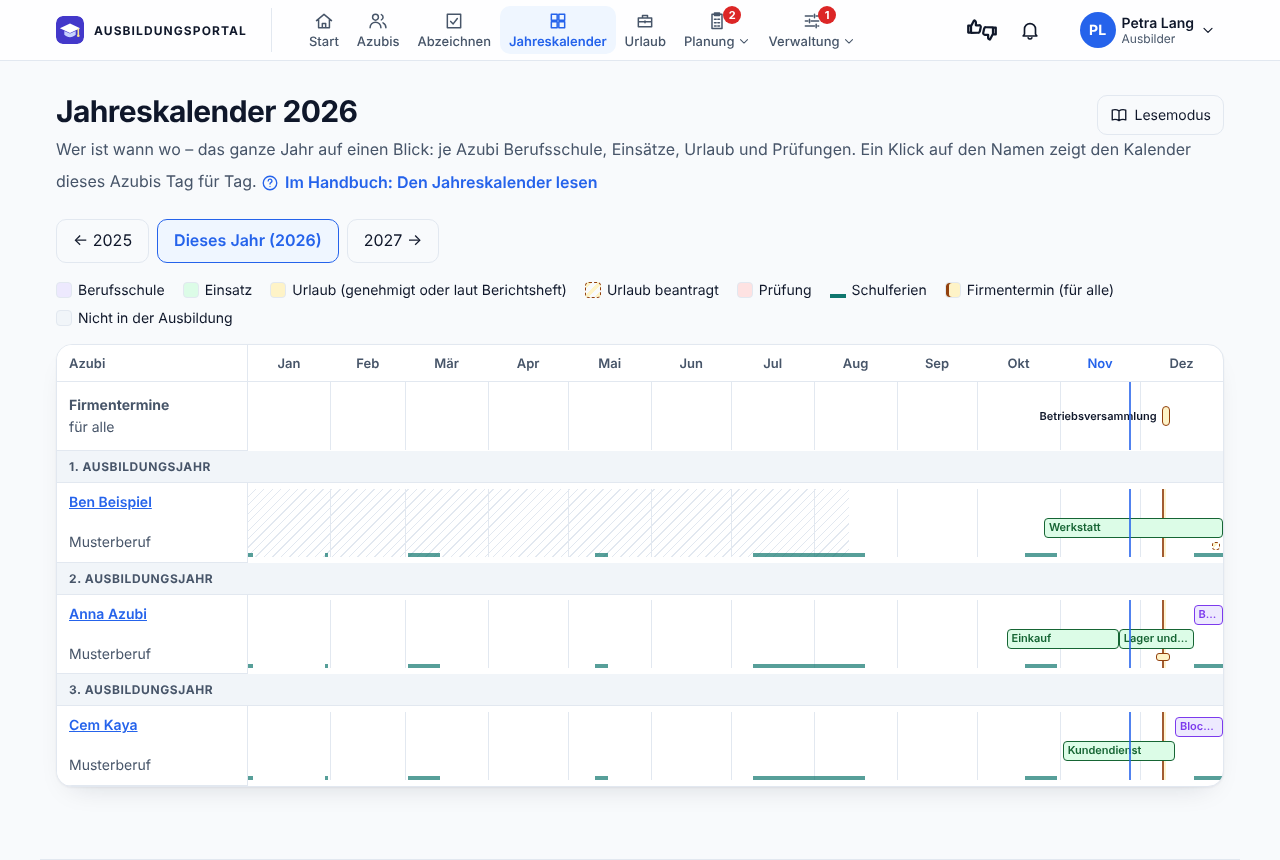 AUSBILDUNGSPORTAL
Start
Azubis
Abzeichnen
Jahreskalender
Urlaub
Planung
2
Verwaltung
1
PL
Petra Lang
Ausbilder
Jahreskalender 2026
Lesemodus
Wer ist wann wo – das ganze Jahr auf einen Blick: je Azubi Berufsschule, Einsätze, Urlaub und Prüfungen. Ein Klick auf den Namen zeigt den Kalender
dieses Azubis Tag für Tag. Im Handbuch: Den Jahreskalender lesen
← 2025
Dieses Jahr (2026)
2027 →
Berufsschule
Einsatz
Urlaub (genehmigt oder laut Berichtsheft)
Urlaub beantragt
Prüfung
Schulferien
Firmentermin (für alle)
Nicht in der Ausbildung
Azubi
Jan
Feb
Mär
Apr
Mai
Jun
Jul
Aug
Sep
Okt
Nov
Dez
Firmentermine
für alle
Betriebsversammlung
1. AUSBILDUNGSJAHR
Ben Beispiel
Musterberuf
Werkstatt
2. AUSBILDUNGSJAHR
Anna Azubi
Musterberuf
B…
Einkauf
Lager und…
3. AUSBILDUNGSJAHR
Cem Kaya
Musterberuf
Bloc…
Kundendienst